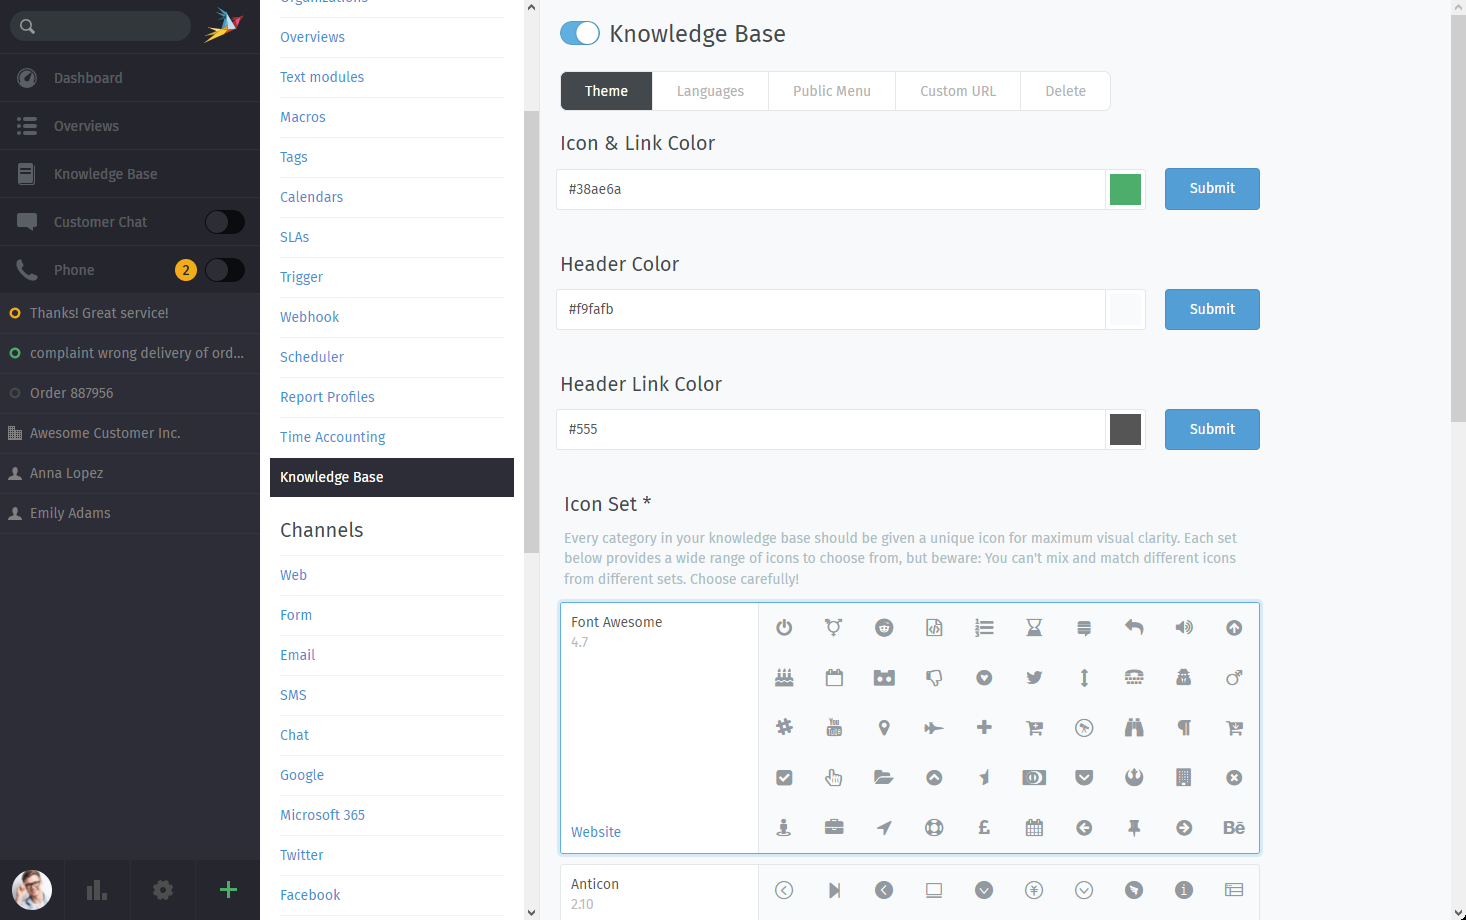 Dashboard
Overviews
Knowledge Base
Customer Chat
Phone
2
Thanks! Great service!
complaint wrong delivery of ord...
Order 887956
Awesome Customer Inc.
Anna Lopez
Emily Adams
Organizations
Overviews
Text modules
Macros
Tags
Calendars
SLAs
Trigger
Webhook
Scheduler
Report Profiles
Time Accounting
Knowledge Base
Channels
Web
Form
Email
SMS
Chat
Google
Microsoft 365
Twitter
Facebook
Knowledge Base
Theme Languages Public Menu Custom URL Delete
Icon & Link Color
#38ae6a
Submit
Header Color
#f9fafb
Submit
Header Link Color
#555
Submit
Icon Set *
Every category in your knowledge base should be given a unique icon for maximum visual clarity. Each set
below provides a wide range of icons to choose from, but beware: You can't mix and match different icons
from different sets. Choose carefully!
Font Awesome
4.7
Website
Anticon
2.10